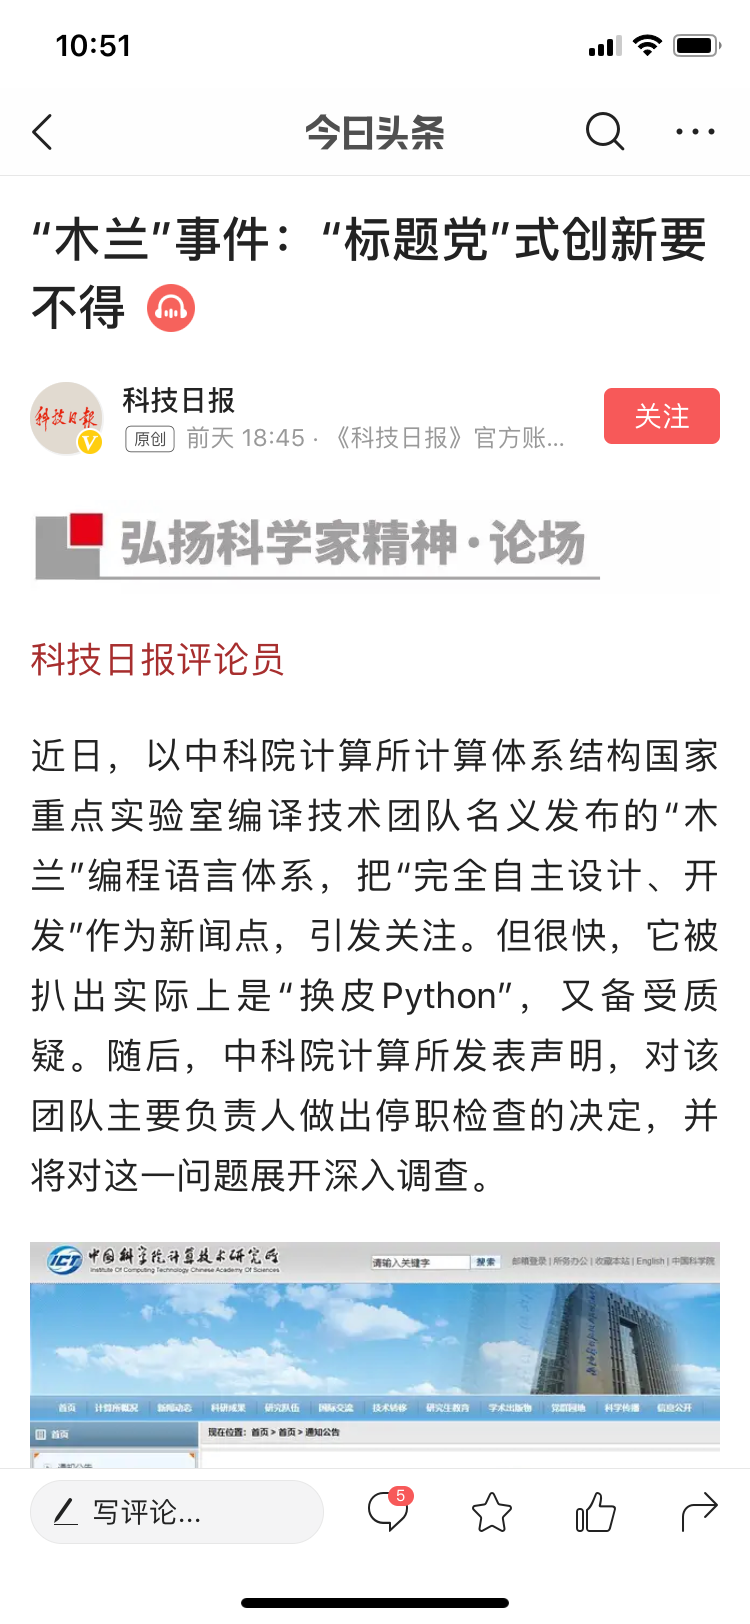 10:51
今日头条
“木兰”事件：“标题党”式创新要
不得
科技日报
科技日報
V
原创 前天 18:45 · 《科技日报》官方账...
关注
弘扬科学家精神·论场
科技日报评论员
近日，以中科院计算所计算体系结构国家
重点实验室编译技术团队名义发布的“木
兰”编程语言体系，把“完全自主设计、开
发”作为新闻点，引发关注。但很快，它被
扒出实际上是“换皮Python”，又备受质
疑。随后，中科院计算所发表声明，对该
团队主要负责人做出停职检查的决定，并
将对这一问题展开深入调查。
ICT 中国科学院计算技术研究所
Institute Of Computing Technology Chinese Academy Of Sciences
请输入关键字 搜索 邮箱登录 | 所务办公 | 收藏本站 | English | 中国科学院
首页 计算所概况 新闻动态 科研成果 研究队伍 国际交流 技术转移 研究生教育 学术出版物 党群园地 科学传播 信息公开
首页
现在位置：首页 > 首页 > 通知公告
写评论...
5